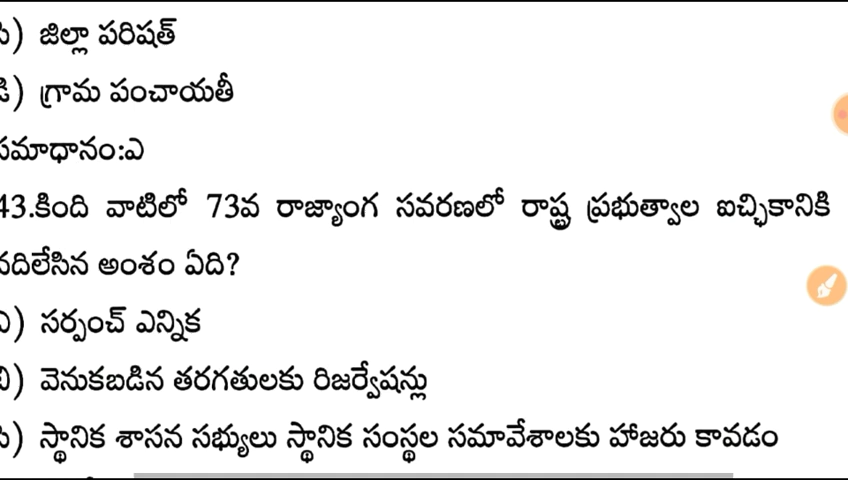 సి) జిల్లా పరిషత్
డి) గ్రామ పంచాయతీ
సమాధానం:ఎ
43.కింది వాటిలో 73వ రాజ్యాంగ సవరణలో రాష్ట్ర ప్రభుత్వాల ఐచ్ఛికానికి
వదిలేసిన అంశం ఏది?
ఎ) సర్పంచ్ ఎన్నిక
బి) వెనుకబడిన తరగతులకు రిజర్వేషన్లు
సి) స్థానిక శాసన సభ్యులు స్థానిక సంస్థల సమావేశాలకు హాజరు కావడం